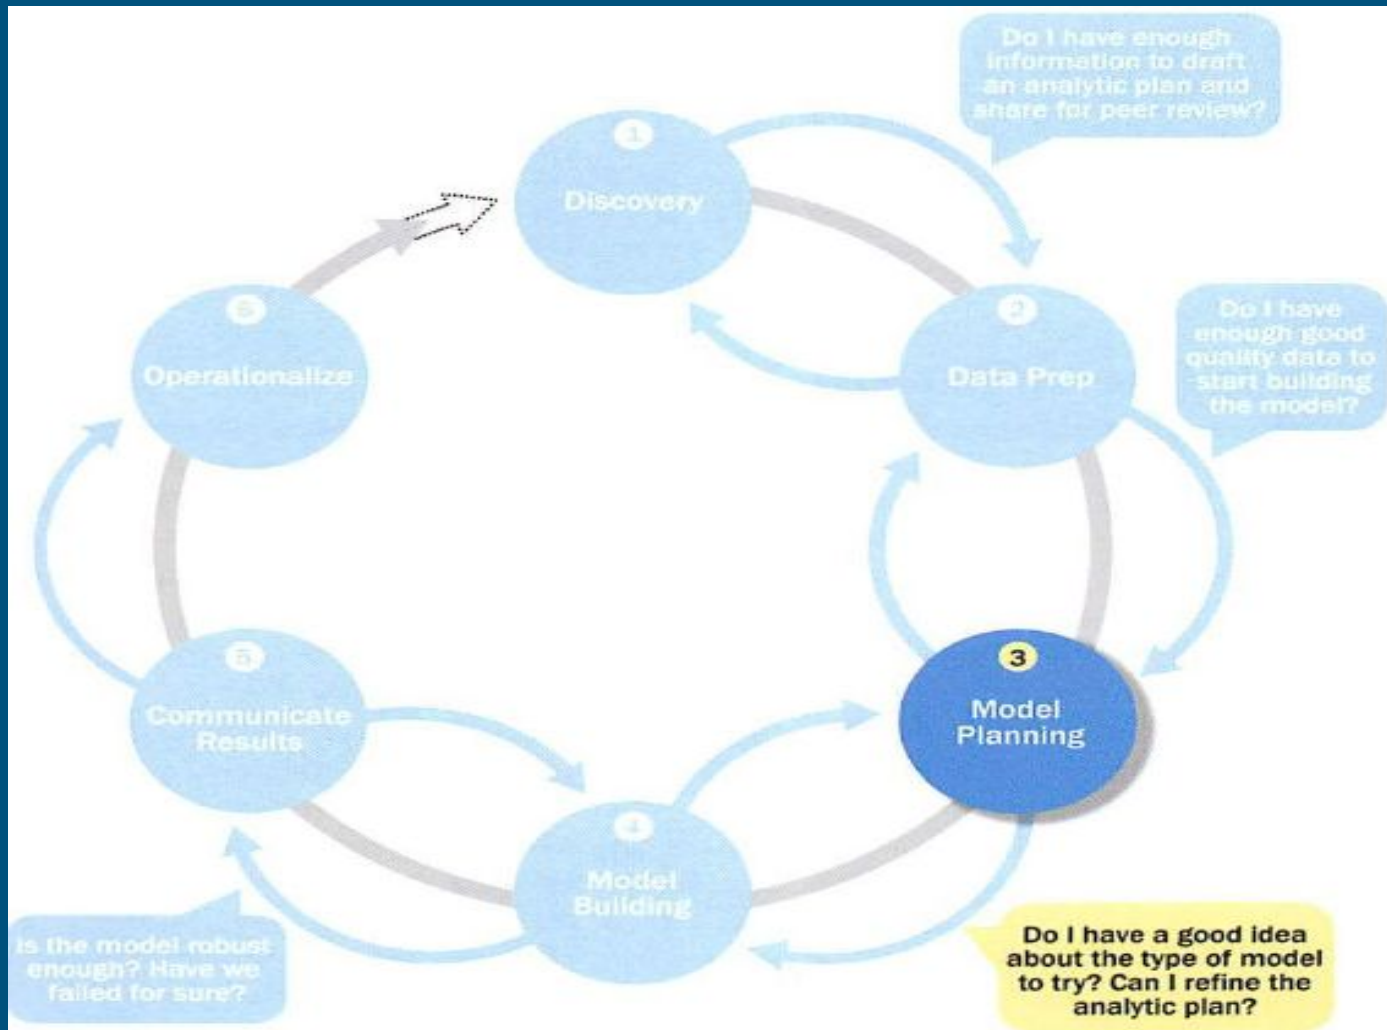 Do I have enough
information to draft
an analytic plan and
share for peer review?
1
Discovery
2
Data Prep
Do I have
enough good
quality data to
start building
the model?
3
Model
Planning
Do I have a good idea
about the type of model
to try? Can I refine the
analytic plan?
4
Model
Building
Is the model robust
enough? Have we
failed for sure?
5
Communicate
Results
6
Operationalize